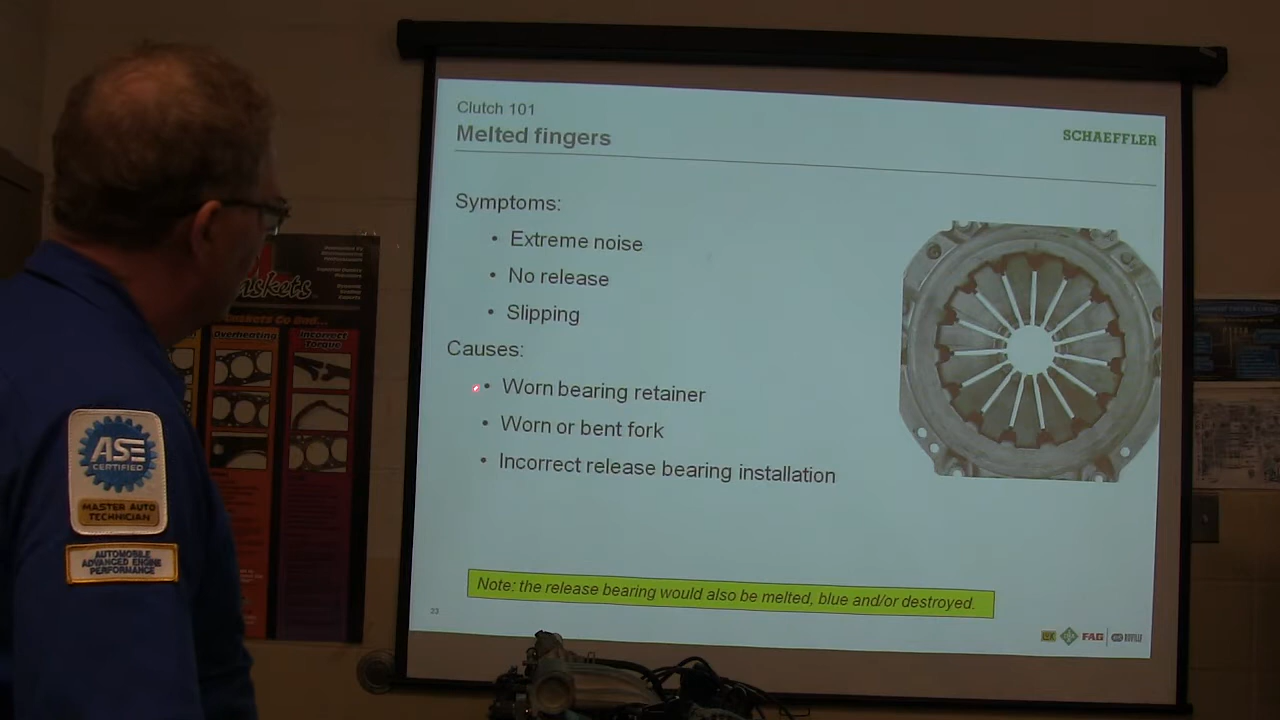 Clutch 101
Melted fingers
SCHAEFFLER
Symptoms:
• Extreme noise
• No release
• Slipping
Causes:
• Worn bearing retainer
• Worn or bent fork
• Incorrect release bearing installation
Note: the release bearing would also be melted, blue and/or destroyed.
23
FAG
askets
Overheating
Incorrect
Torque
ASE
CERTIFIED
MASTER AUTO
TECHNICIAN
AUTOMOBILE
ADVANCED ENGINE
PERFORMANCE